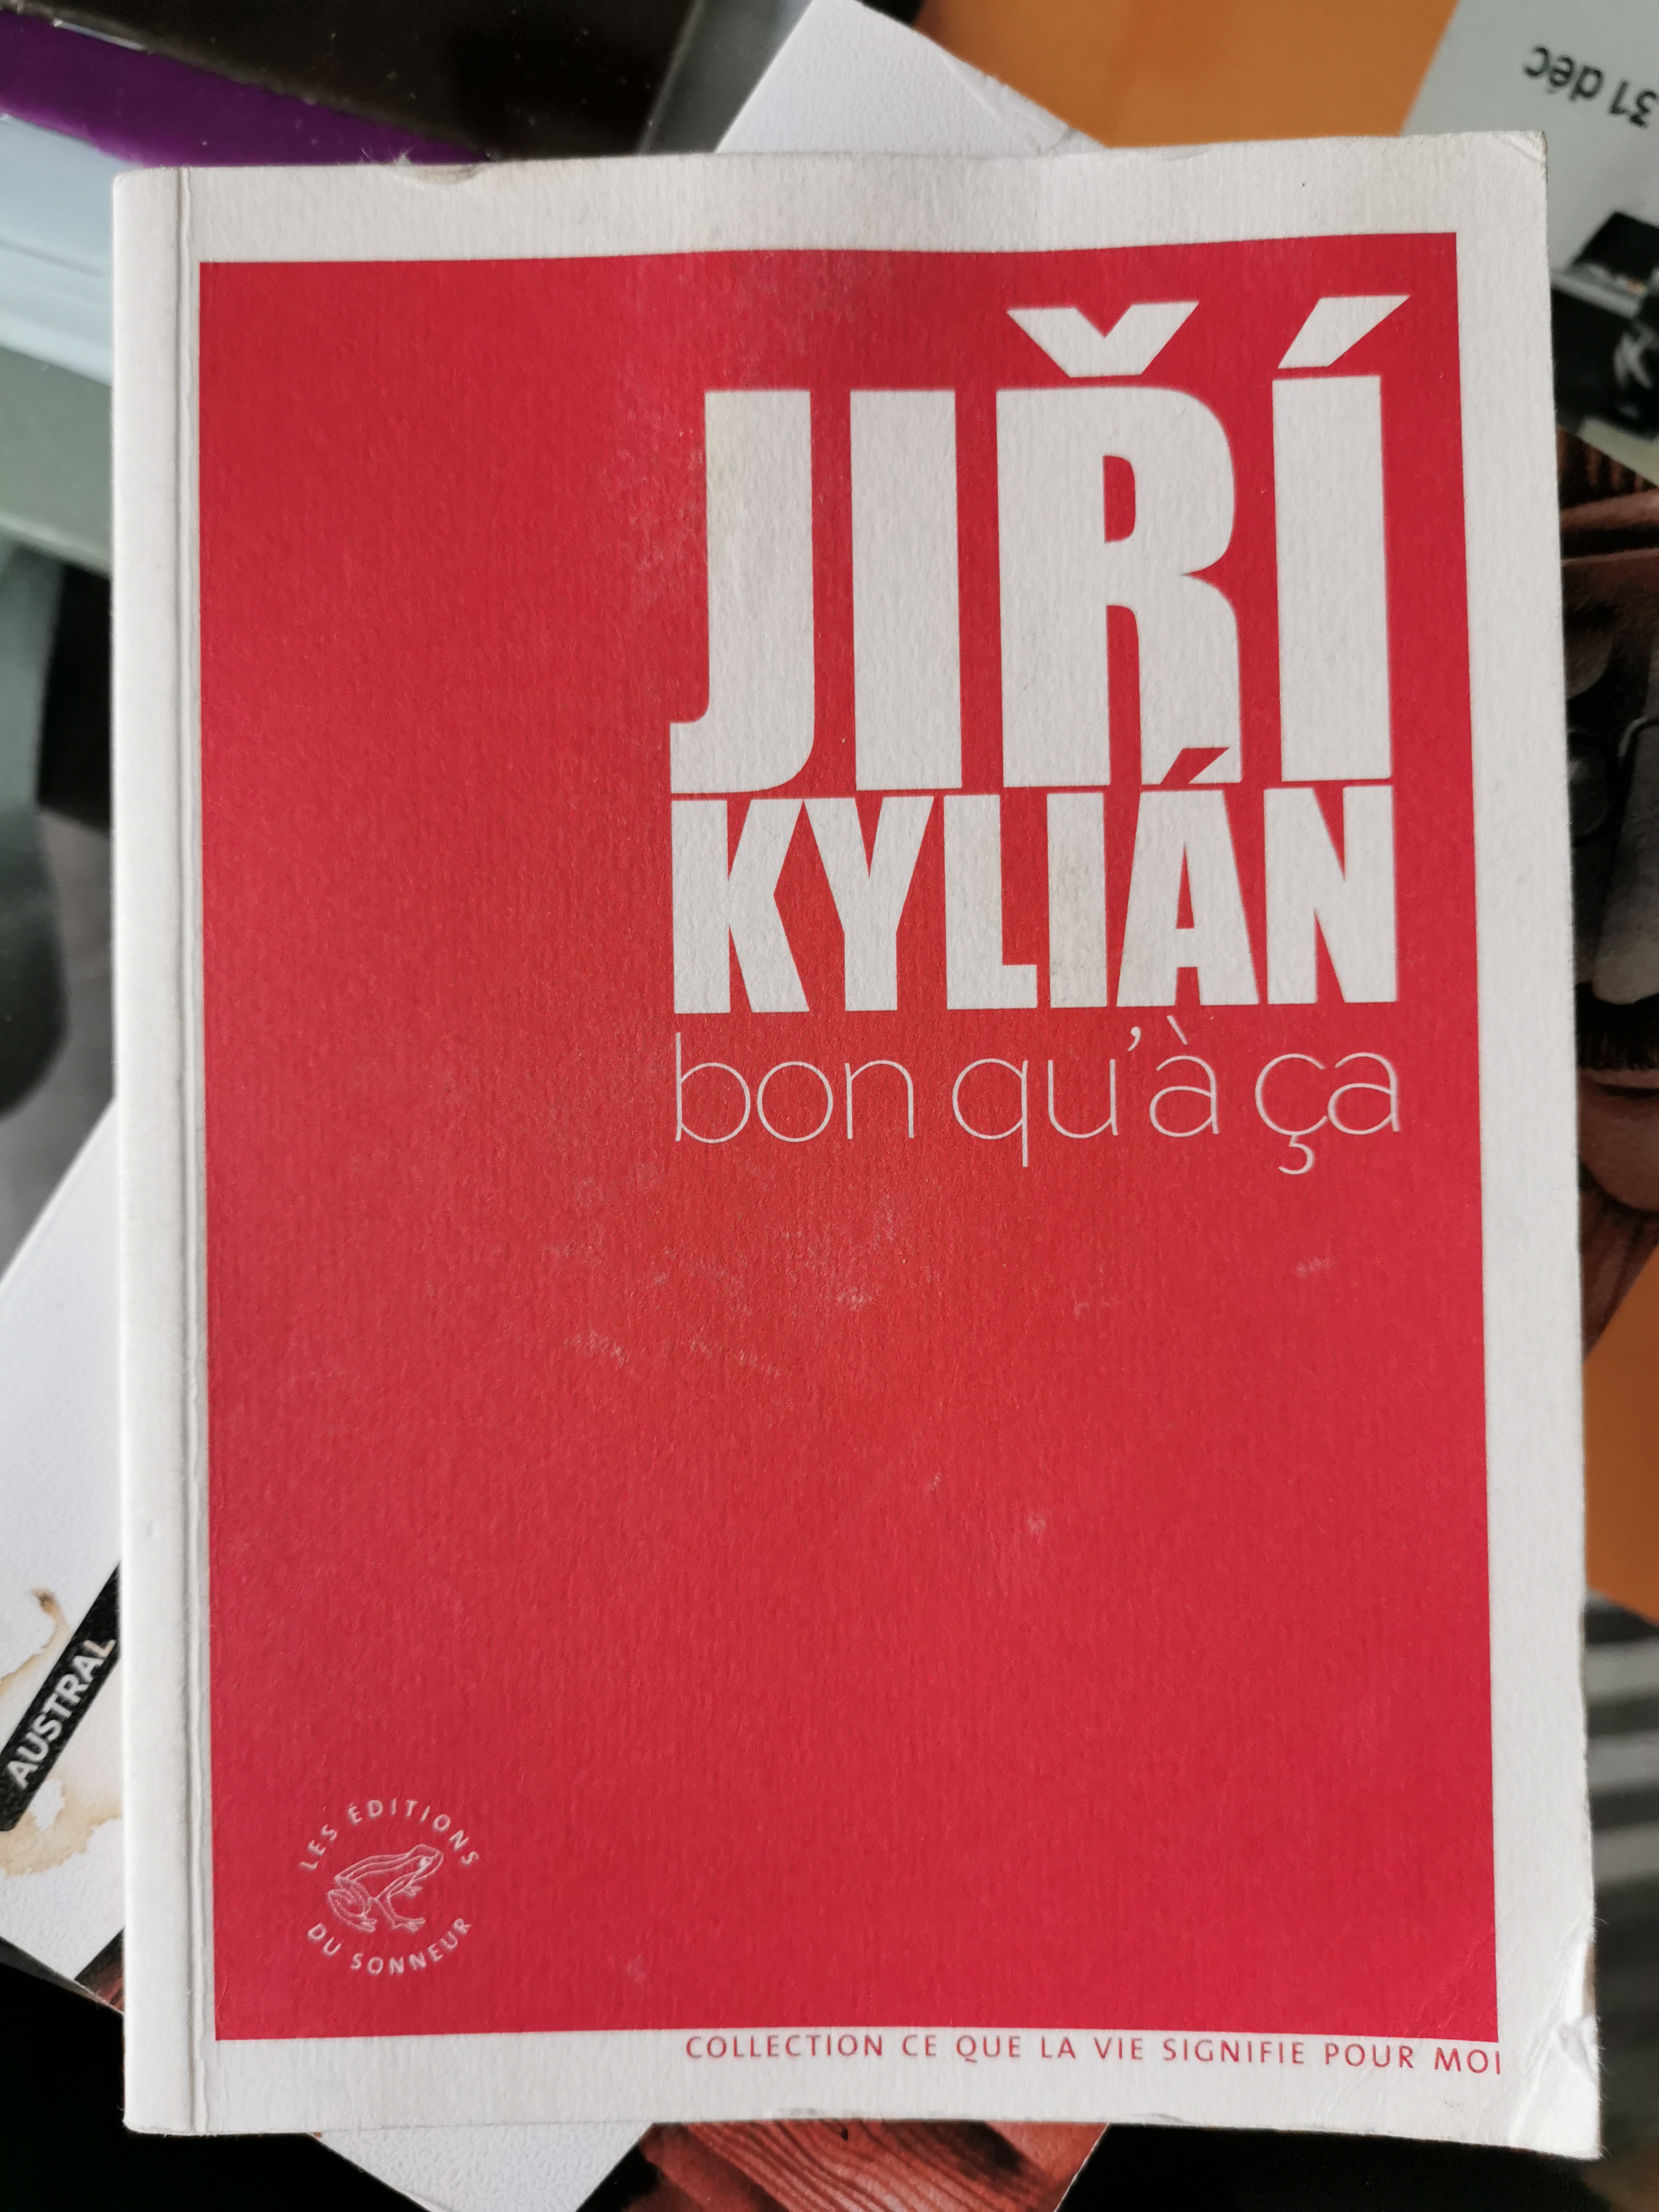 31 déc
JIŘÍ
KYLIÁN
bon qu'à ça
AUSTRAL
LES ÉDITIONS
DU SONNEUR
COLLECTION CE QUE LA VIE SIGNIFIE POUR MOI